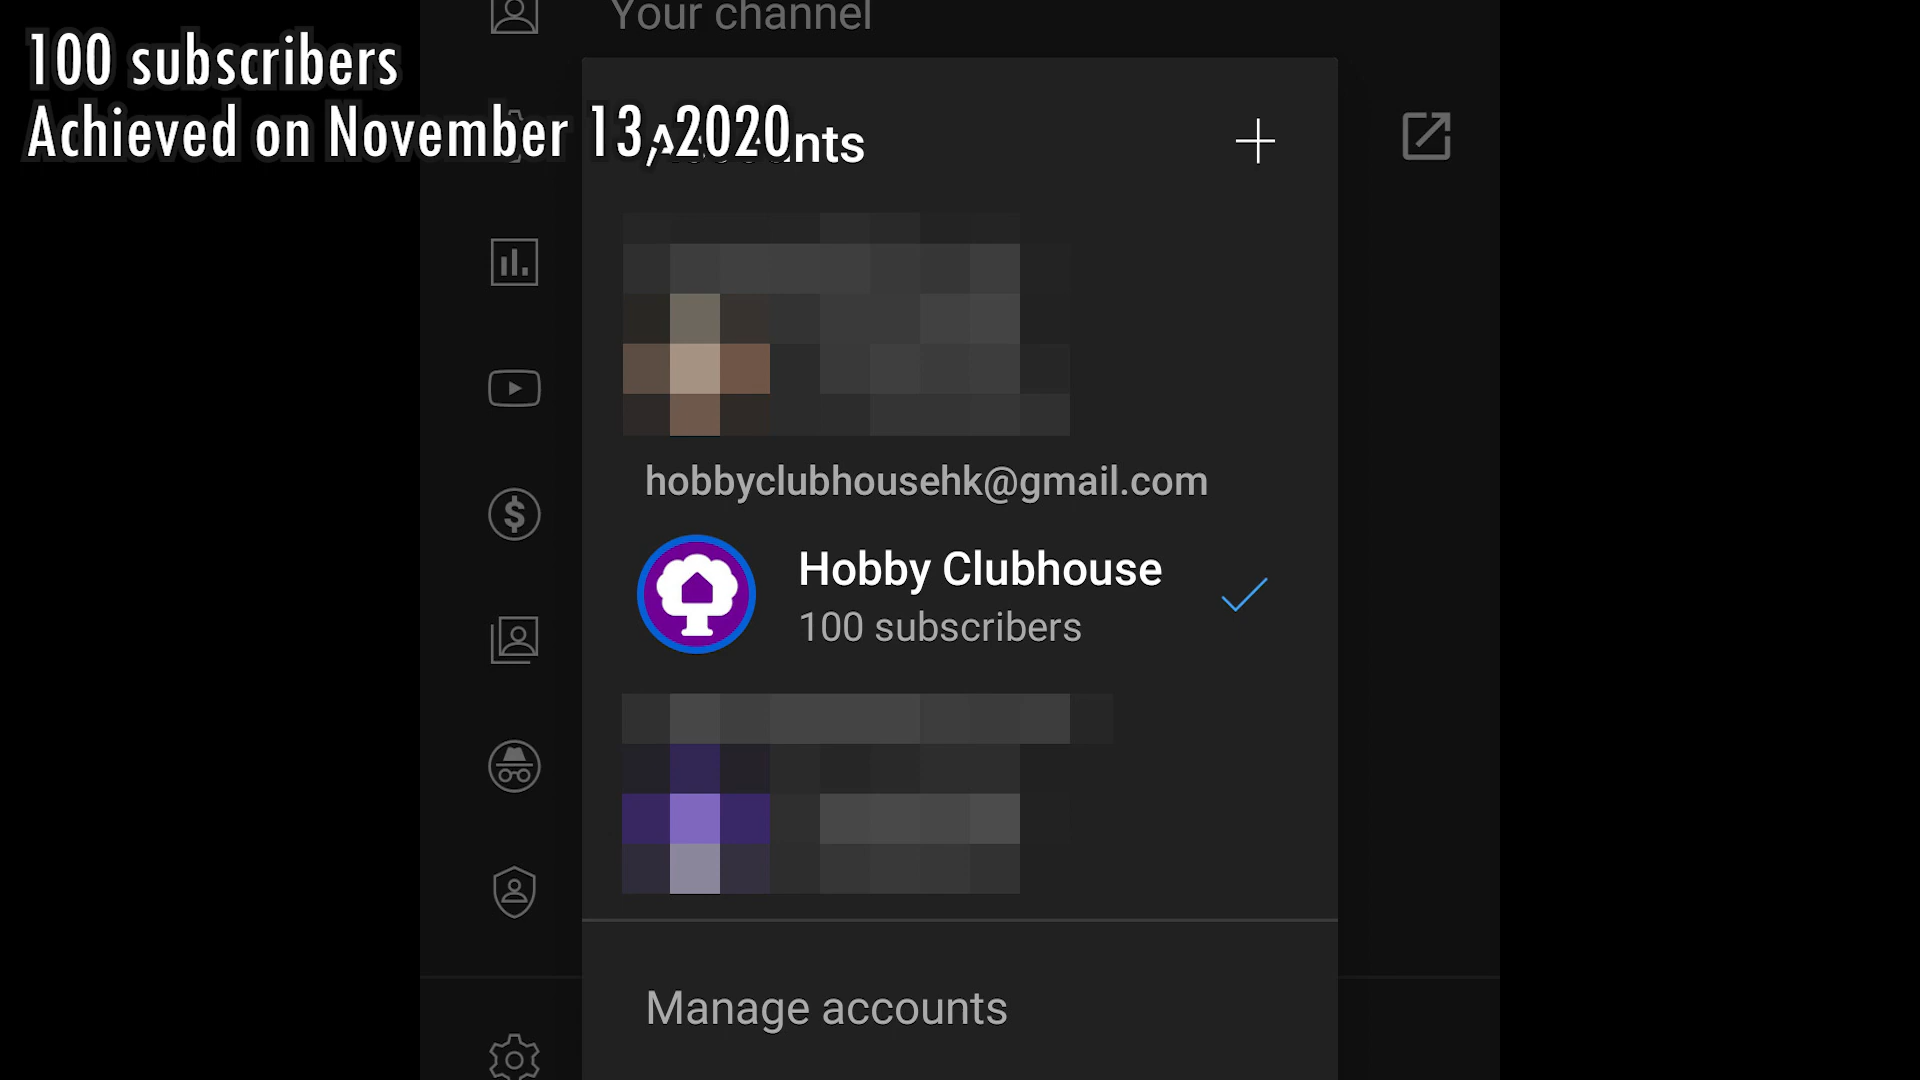 Your channel
100 subscribers
Achieved on November 13, 2020
hobbyclubhousehk@gmail.com
Hobby Clubhouse
100 subscribers
Manage accounts